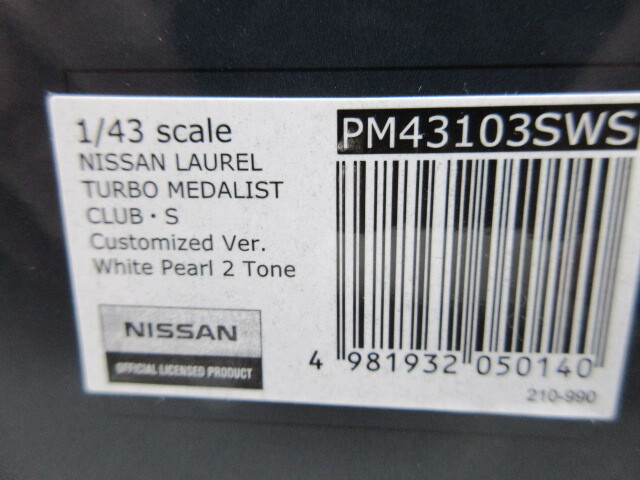 1/43 scale
NISSAN LAUREL
TURBO MEDALIST
CLUB・S
Customized Ver.
White Pearl 2 Tone
NISSAN
OFFICIAL LICENSED PRODUCT
PM43103SWS
4 981932 050140
210-990